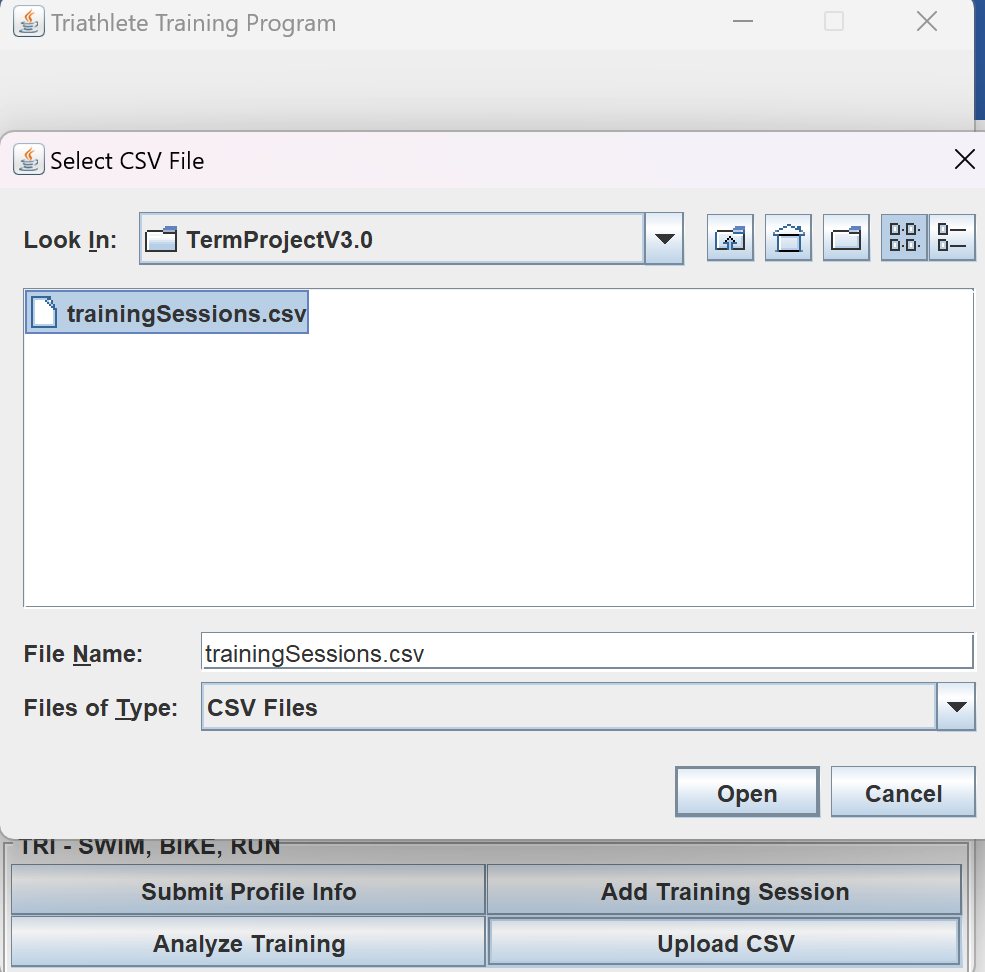 Triathlete Training Program
Select CSV File
Look In: TermProjectV3.0
trainingSessions.csv
File Name: trainingSessions.csv
Files of Type: CSV Files
Open Cancel
TRI - SWIM, BIKE, RUN
Submit Profile Info Add Training Session
Analyze Training Upload CSV